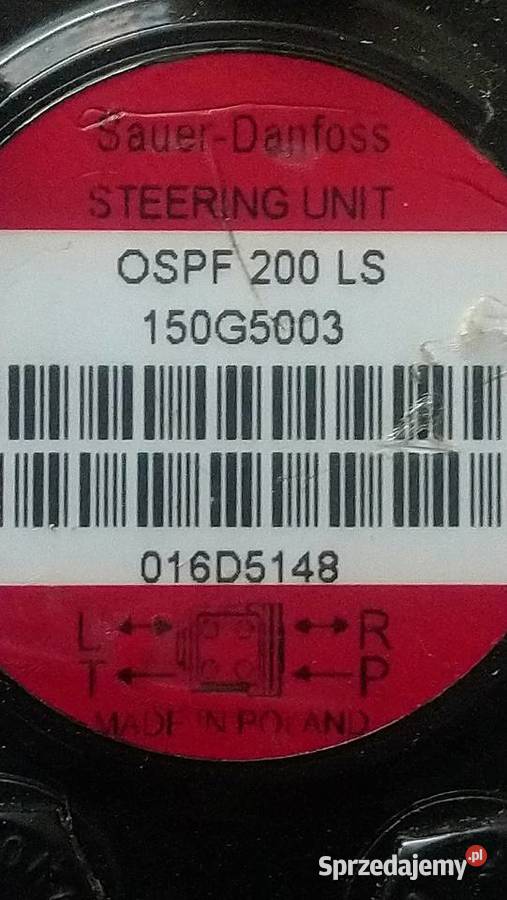 Sauer-Danfoss
STEERING UNIT
OSPF 200 LS
150G5003
016D5148
L R
T P
MADE IN POLAND
Sprzedajemy.pl